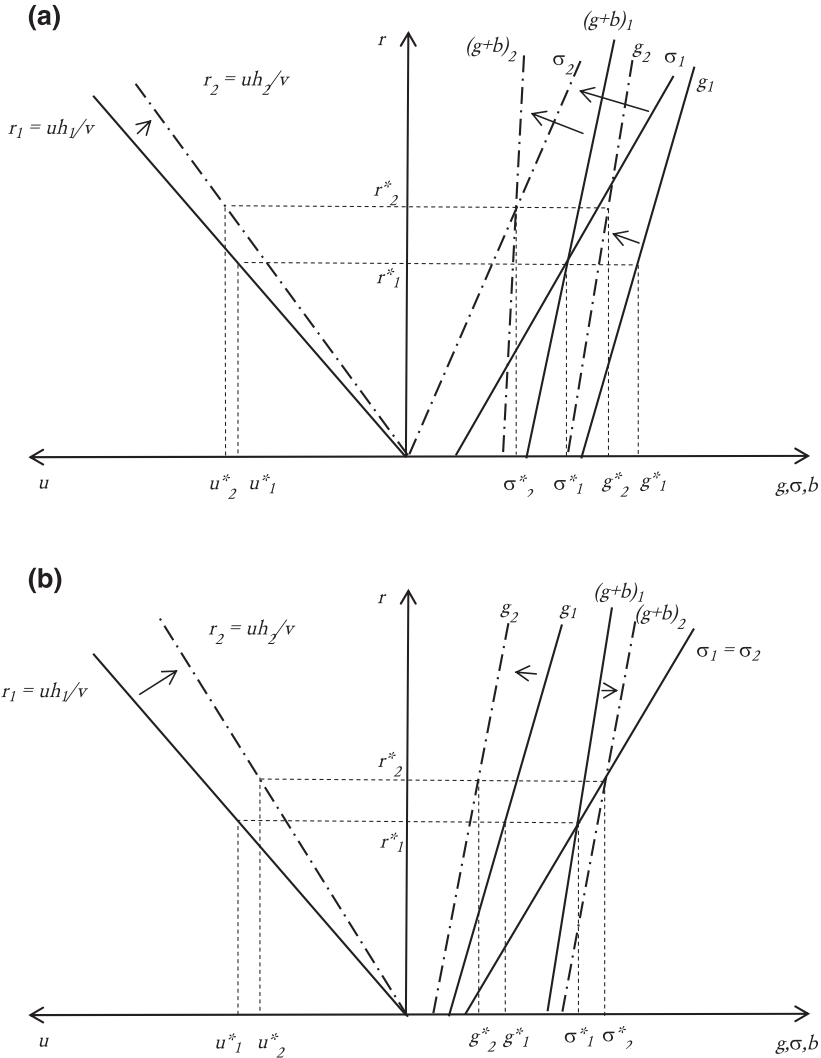 (a)
r
(g+b)₁
(g+b)₂
σ₂
g₂
σ₁
g₁
r₂ = uh₂/v
r₁ = uh₁/v
r*₂
r*₁
u
u*₂
u*₁
σ*₂
σ*₁
g*₂
g*₁
g,σ,b
(b)
r
g₂
g₁
(g+b)₁
(g+b)₂
r₂ = uh₂/v
σ₁ = σ₂
r₁ = uh₁/v
r*₂
r*₁
u
u*₁
u*₂
g*₂
g*₁
σ*₁
σ*₂
g,σ,b